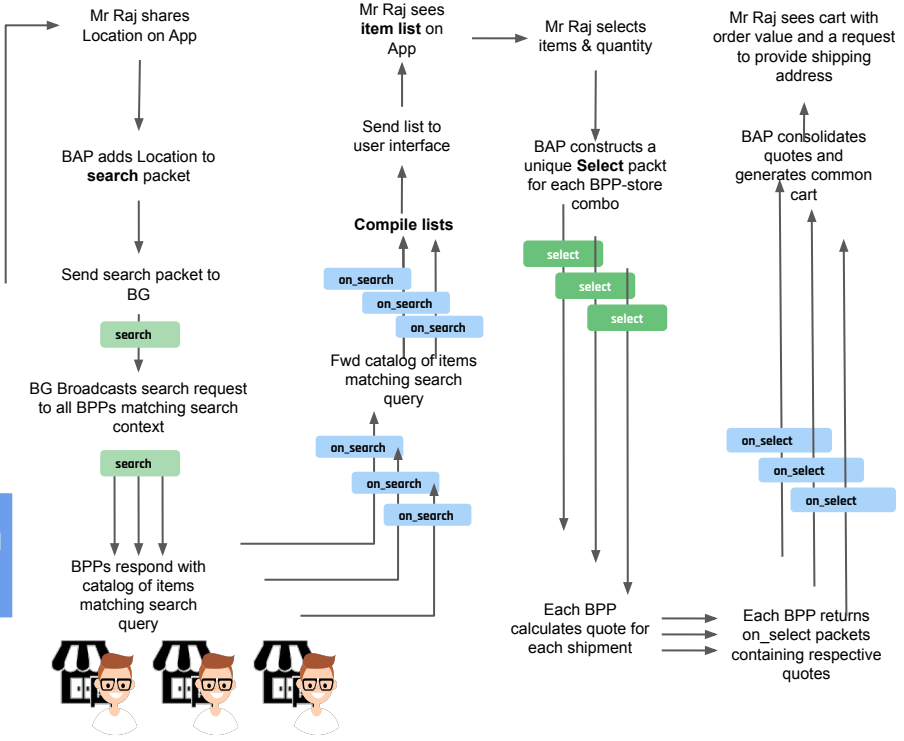 Mr Raj shares
Location on App
BAP adds Location to
search packet
Send search packet to
BG
search
BG Broadcasts search request
to all BPPs matching search
context
search
BPPs respond with
catalog of items
matching search
query
Mr Raj sees
item list on
App
Send list to
user interface
Compile lists
on_search
on_search
on_search
Fwd catalog of items
matching search
query
on_search
on_search
on_search
Mr Raj selects
items & quantity
BAP constructs a
unique Select packt
for each BPP-store
combo
select
select
select
Each BPP
calculates quote for
each shipment
Mr Raj sees cart with
order value and a request
to provide shipping
address
BAP consolidates
quotes and
generates common
cart
on_select
on_select
on_select
Each BPP returns
on_select packets
containing respective
quotes